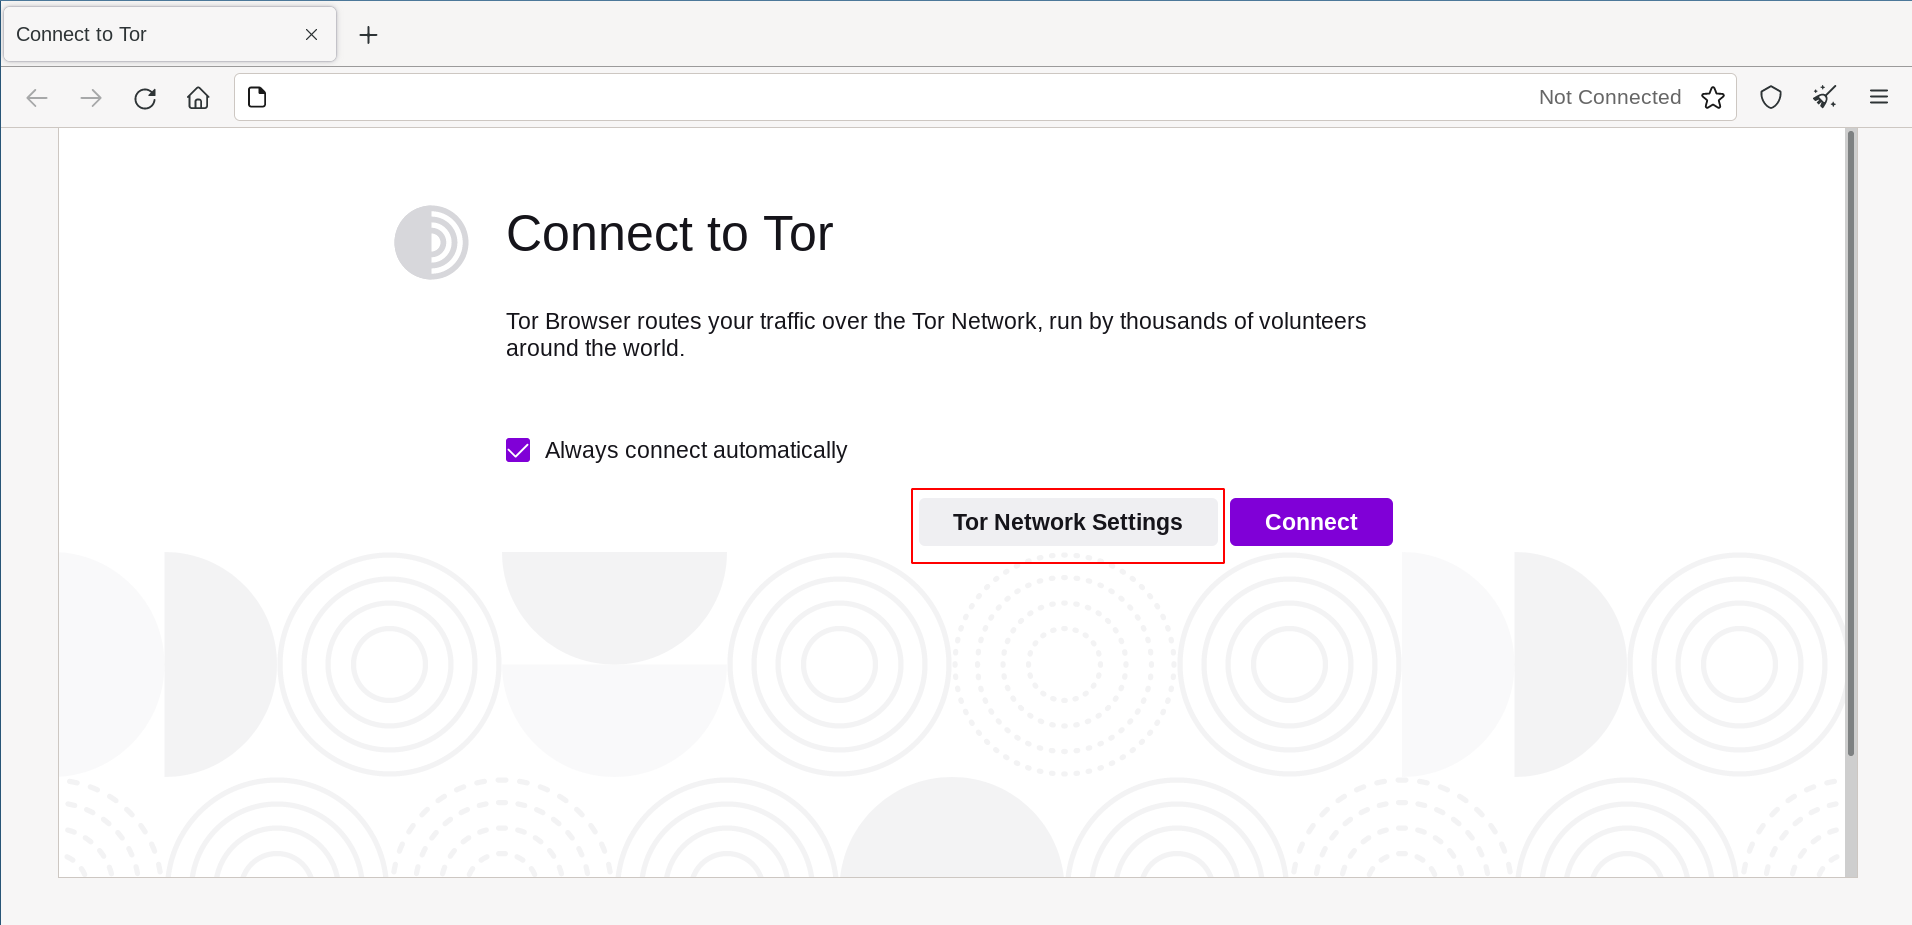 Connect to Tor
Not Connected
Connect to Tor
Tor Browser routes your traffic over the Tor Network, run by thousands of volunteers
around the world.
Always connect automatically
Tor Network Settings
Connect